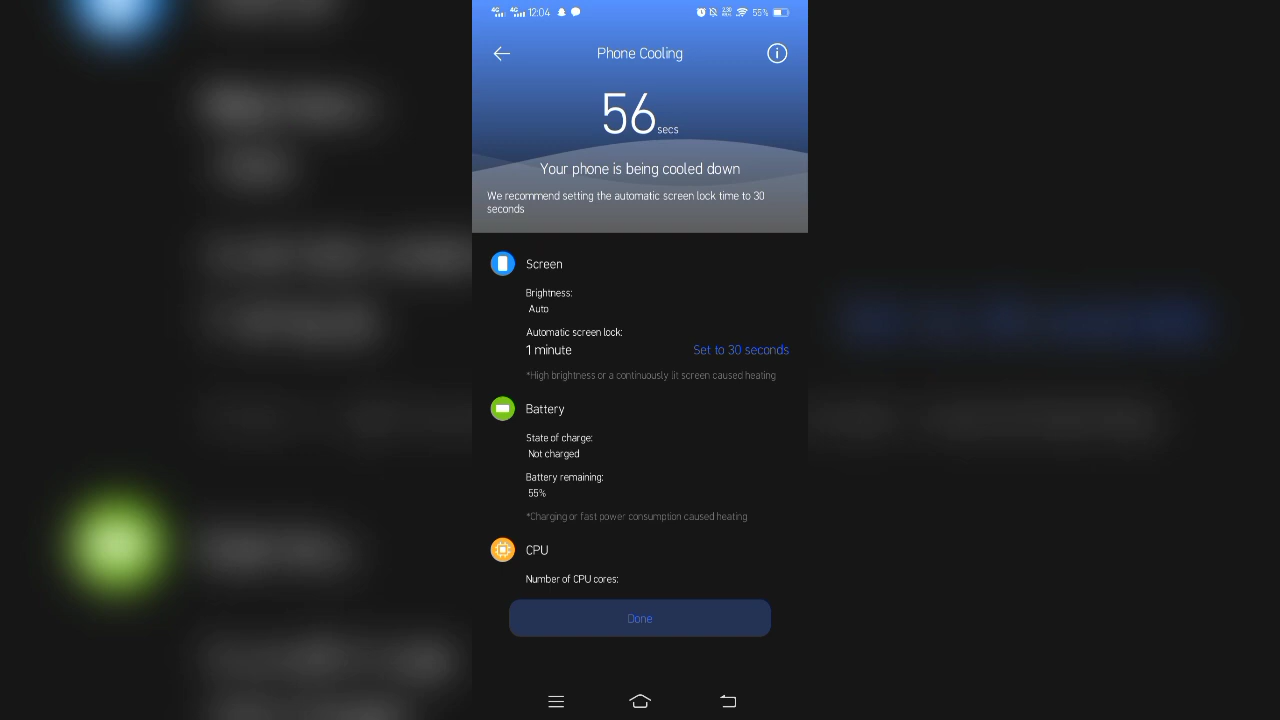 4G 4G 12:04 55%
Phone Cooling
56 secs
Your phone is being cooled down
We recommend setting the automatic screen lock time to 30
seconds
Screen
Brightness:
Auto
Automatic screen lock:
1 minute Set to 30 seconds
*High brightness or a continuously lit screen caused heating
Battery
State of charge:
Not charged
Battery remaining:
55%
*Charging or fast power consumption caused heating
CPU
Number of CPU cores:
Done